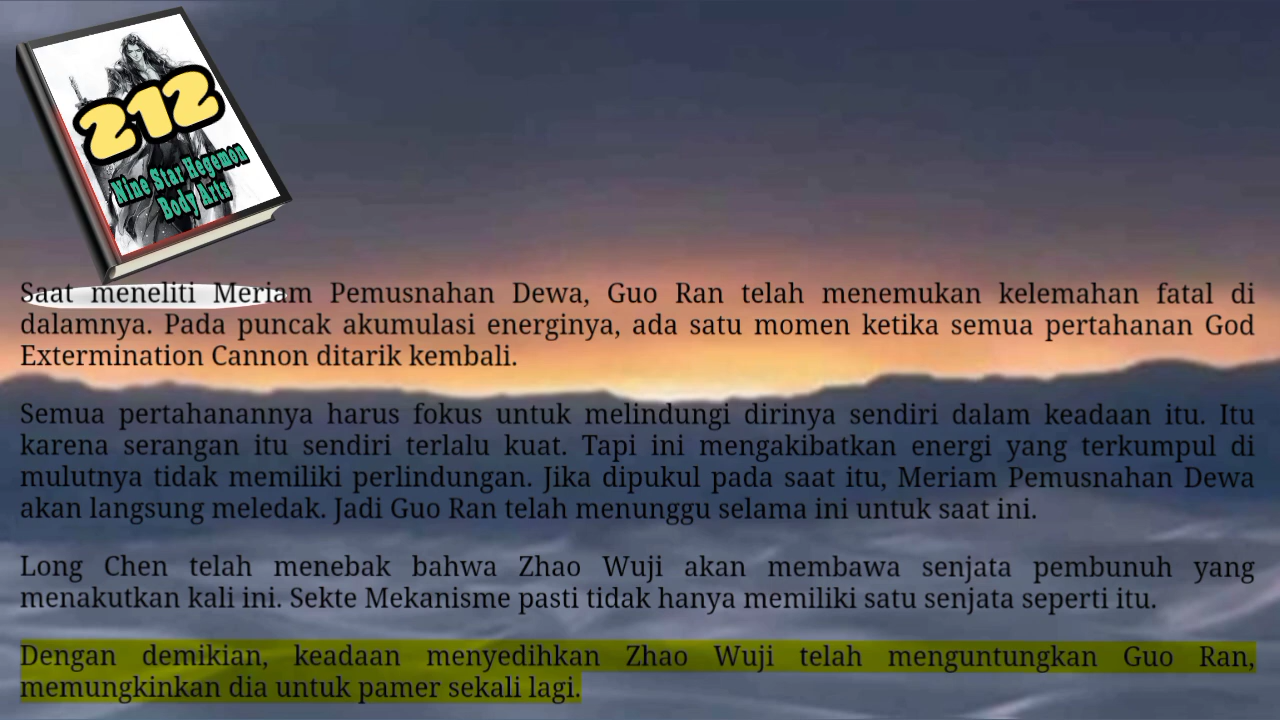 212
Nine Star Hegemon
Body Arts
Saat meneliti Meriam Pemusnahan Dewa, Guo Ran telah menemukan kelemahan fatal di
dalamnya. Pada puncak akumulasi energinya, ada satu momen ketika semua pertahanan God
Extermination Cannon ditarik kembali.
Semua pertahanannya harus fokus untuk melindungi dirinya sendiri dalam keadaan itu. Itu
karena serangan itu sendiri terlalu kuat. Tapi ini mengakibatkan energi yang terkumpul di
mulutnya tidak memiliki perlindungan. Jika dipukul pada saat itu, Meriam Pemusnahan Dewa
akan langsung meledak. Jadi Guo Ran telah menunggu selama ini untuk saat ini.
Long Chen telah menebak bahwa Zhao Wuji akan membawa senjata pembunuh yang
menakutkan kali ini. Sekte Mekanisme pasti tidak hanya memiliki satu senjata seperti itu.
Dengan demikian, keadaan menyedihkan Zhao Wuji telah menguntungkan Guo Ran,
memungkinkan dia untuk pamer sekali lagi.